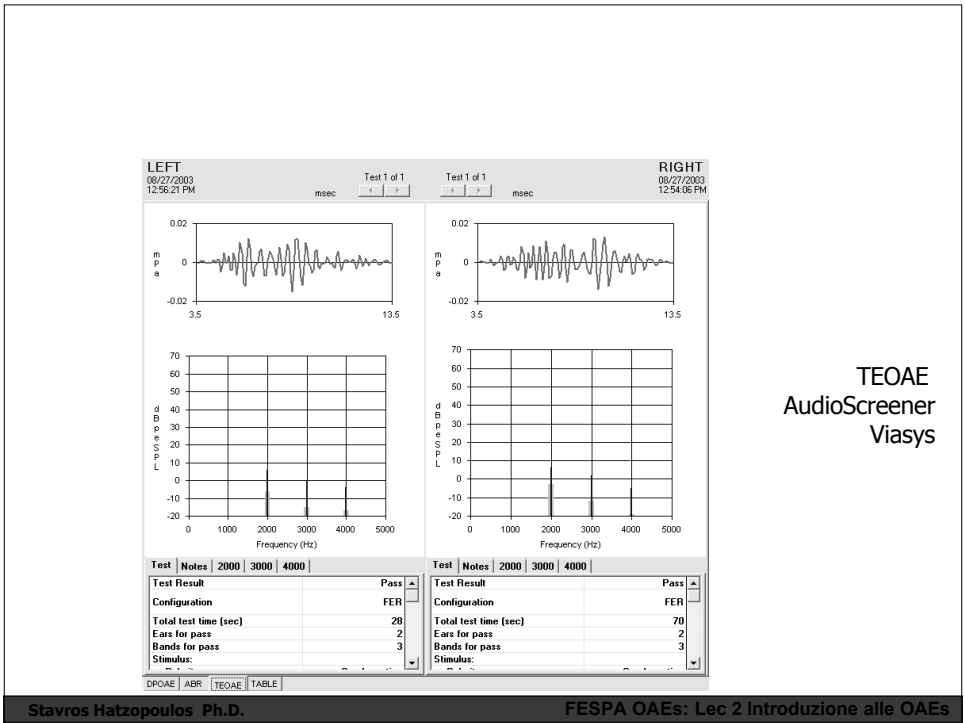 LEFT
08/27/2003
12:56:21 PM
msec
Test 1 of 1
Test 1 of 1
msec
RIGHT
08/27/2003
12:54:06 PM
0.02
mpa
0
-0.02
3.5
13.5
0.02
mpa
0
-0.02
3.5
13.5
70
60
50
40
30
20
10
0
-10
-20
dBpeSPL
0 1000 2000 3000 4000 5000
Frequency (Hz)
70
60
50
40
30
20
10
0
-10
-20
dBpeSPL
0 1000 2000 3000 4000 5000
Frequency (Hz)
TEOAE
AudioScreener
Viasys
Test Notes 2000 3000 4000
Test Result Pass
Configuration FER
Total test time (sec) 28
Ears for pass 2
Bands for pass 3
Stimulus:
Test Notes 2000 3000 4000
Test Result Pass
Configuration FER
Total test time (sec) 70
Ears for pass 2
Bands for pass 3
Stimulus:
DPOAE ABR TEOAE TABLE
Stavros Hatzopoulos Ph.D.
FESPA OAEs: Lec 2 Introduzione alle OAEs